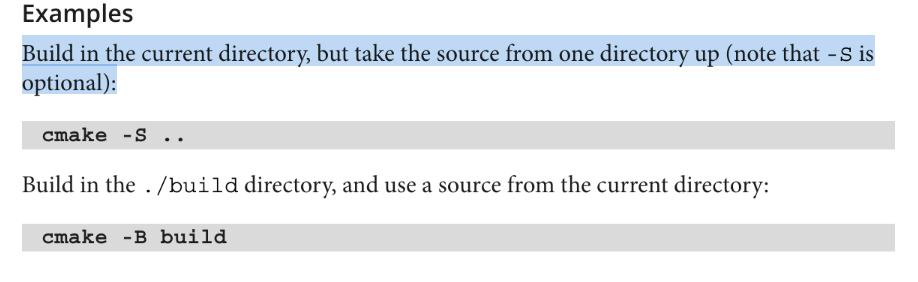 Examples
Build in the current directory, but take the source from one directory up (note that -S is
optional):
cmake -S ..
Build in the ./build directory, and use a source from the current directory:
cmake -B build